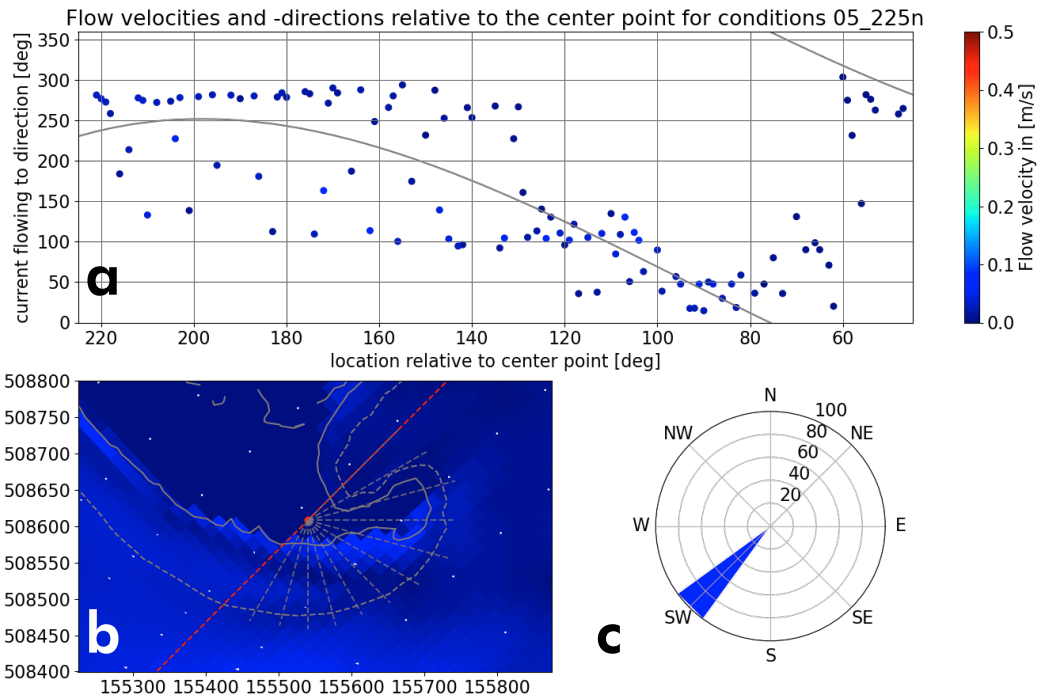 Flow velocities and -directions relative to the center point for conditions 05_225n
current flowing to direction [deg]
350
300
250
200
150
100
50
0
a
220 200 180 160 140 120 100 80 60
location relative to center point [deg]
0.5
0.4
0.3
0.2
0.1
0.0
Flow velocity in [m/s]
508800
508750
508700
508650
508600
508550
508500
508450
508400
b
155300 155400 155500 155600 155700 155800
N
NE
E
SE
S
SW
W
NW
100
80
60
40
20
c